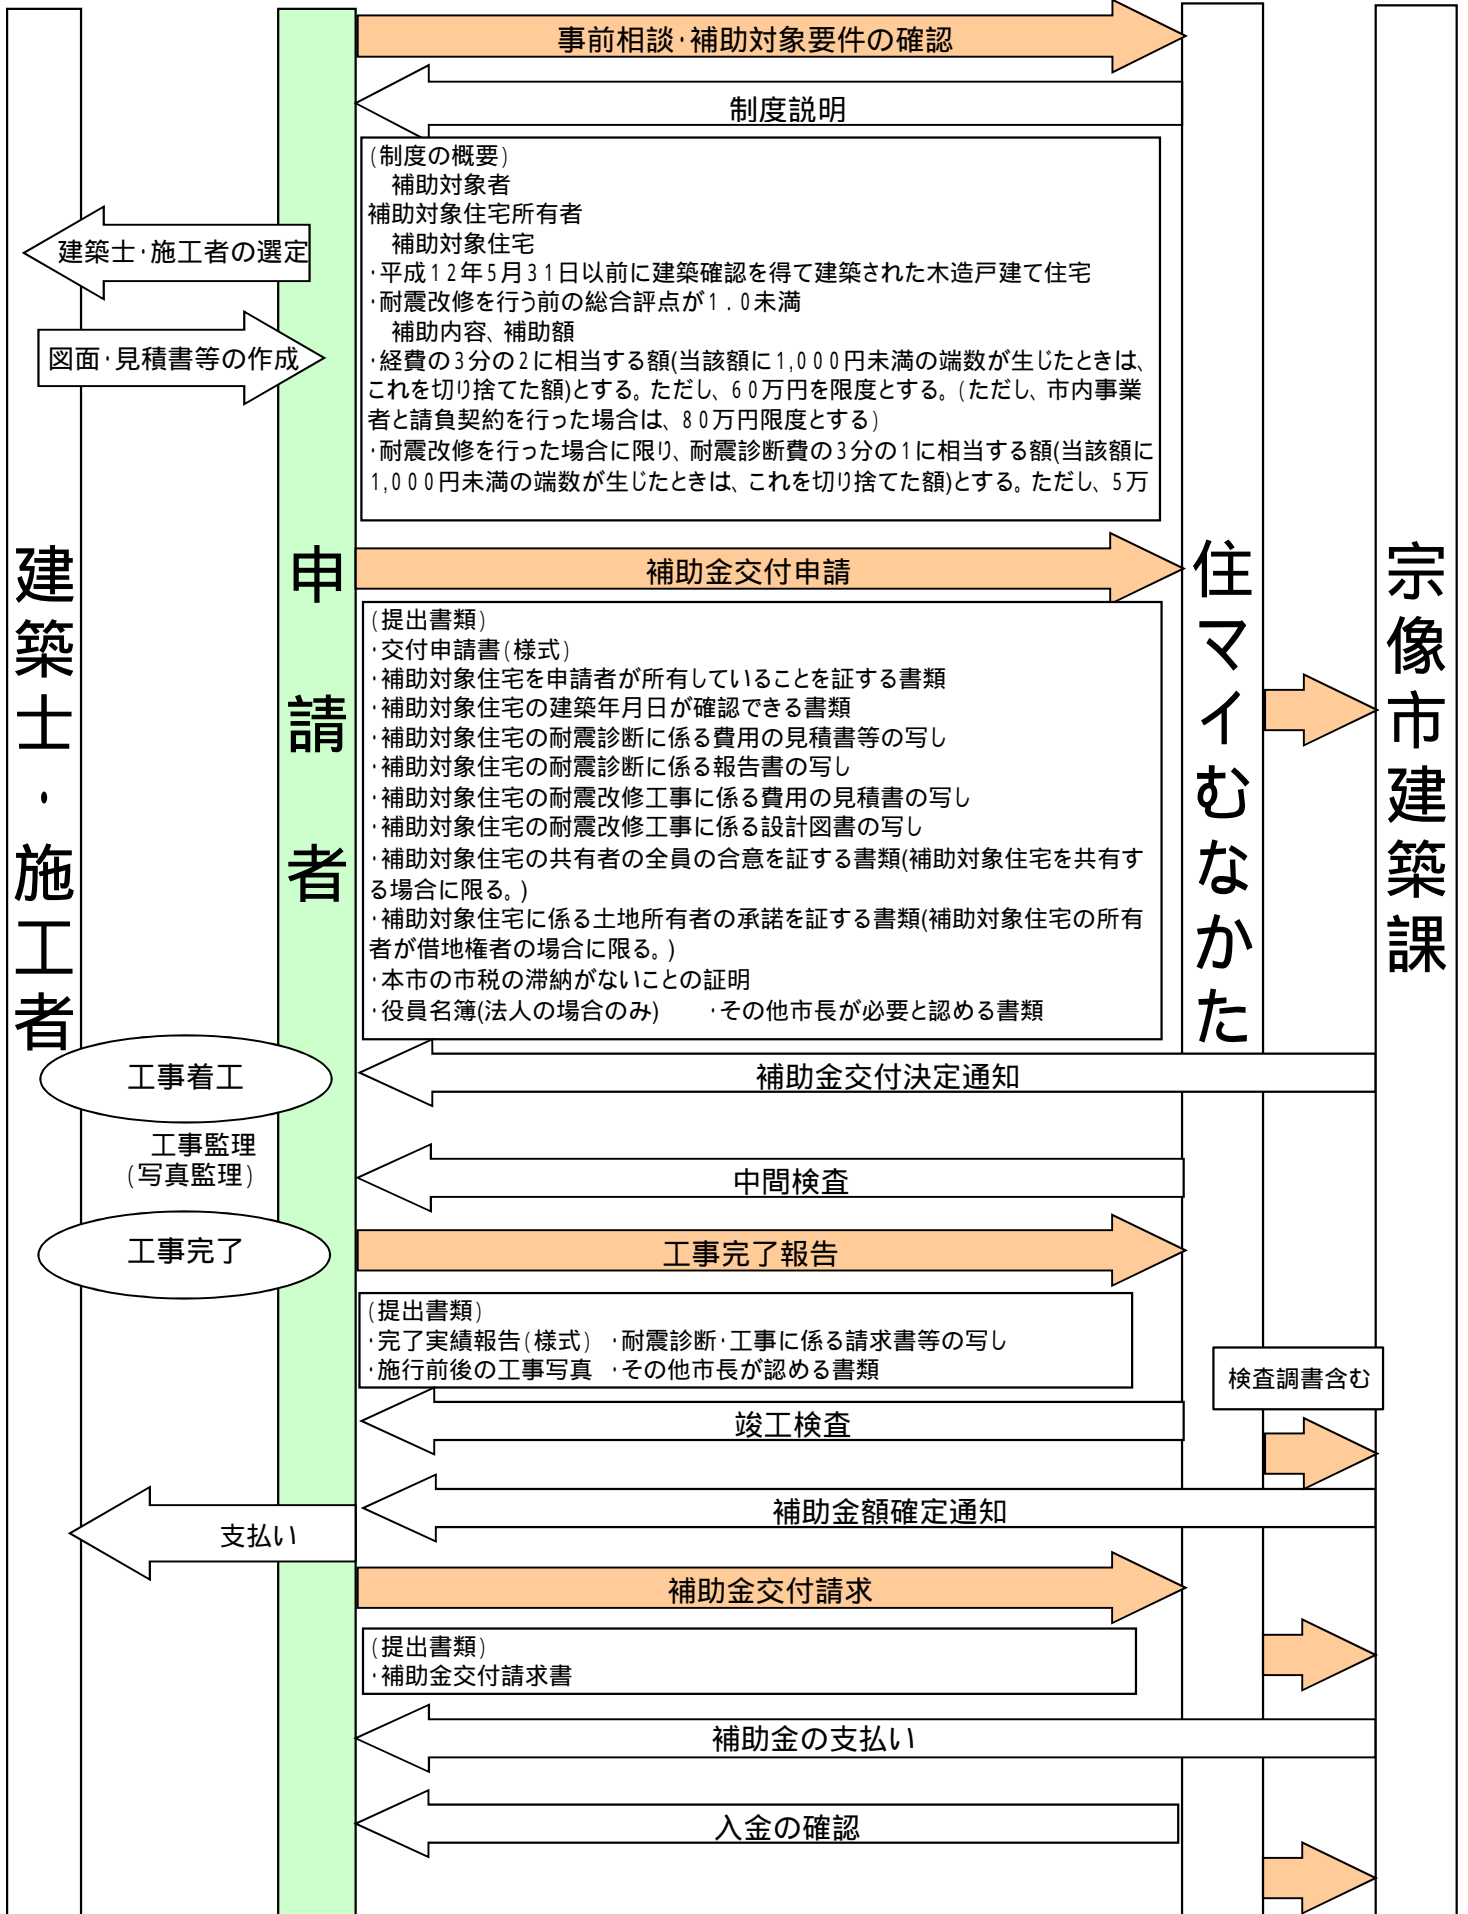 事前相談・補助対象要件の確認
制度説明
(制度の概要)
補助対象者
補助対象住宅所有者
補助対象住宅
・平成12年5月31日以前に建築確認を得て建築された木造戸建て住宅
・耐震改修を行う前の総合評点が1.0未満
補助内容、補助額
・経費の3分の2に相当する額(当該額に1,000円未満の端数が生じたときは、
これを切り捨てた額)とする。ただし、60万円を限度とする。(ただし、市内事業
者と請負契約を行った場合は、80万円限度とする)
・耐震改修を行った場合に限り、耐震診断費の3分の1に相当する額(当該額に
1,000円未満の端数が生じたときは、これを切り捨てた額)とする。ただし、5万
建築士・施工者の選定
図面・見積書等の作成
建築士・施工者
申請者
住マイむなかた
宗像市建築課
補助金交付申請
(提出書類)
・交付申請書(様式)
・補助対象住宅を申請者が所有していることを証する書類
・補助対象住宅の建築年月日が確認できる書類
・補助対象住宅の耐震診断に係る費用の見積書等の写し
・補助対象住宅の耐震診断に係る報告書の写し
・補助対象住宅の耐震改修工事に係る費用の見積書の写し
・補助対象住宅の耐震改修工事に係る設計図書の写し
・補助対象住宅の共有者の全員の合意を証する書類(補助対象住宅を共有す
る場合に限る。)
・補助対象住宅に係る土地所有者の承諾を証する書類(補助対象住宅の所有
者が借地権者の場合に限る。)
・本市の市税の滞納がないことの証明
・役員名簿(法人の場合のみ) ・その他市長が必要と認める書類
工事着工
補助金交付決定通知
工事監理
(写真監理)
中間検査
工事完了
工事完了報告
(提出書類)
・完了実績報告(様式) ・耐震診断・工事に係る請求書等の写し
・施行前後の工事写真 ・その他市長が認める書類
検査調書含む
竣工検査
補助金額確定通知
支払い
補助金交付請求
(提出書類)
・補助金交付請求書
補助金の支払い
入金の確認